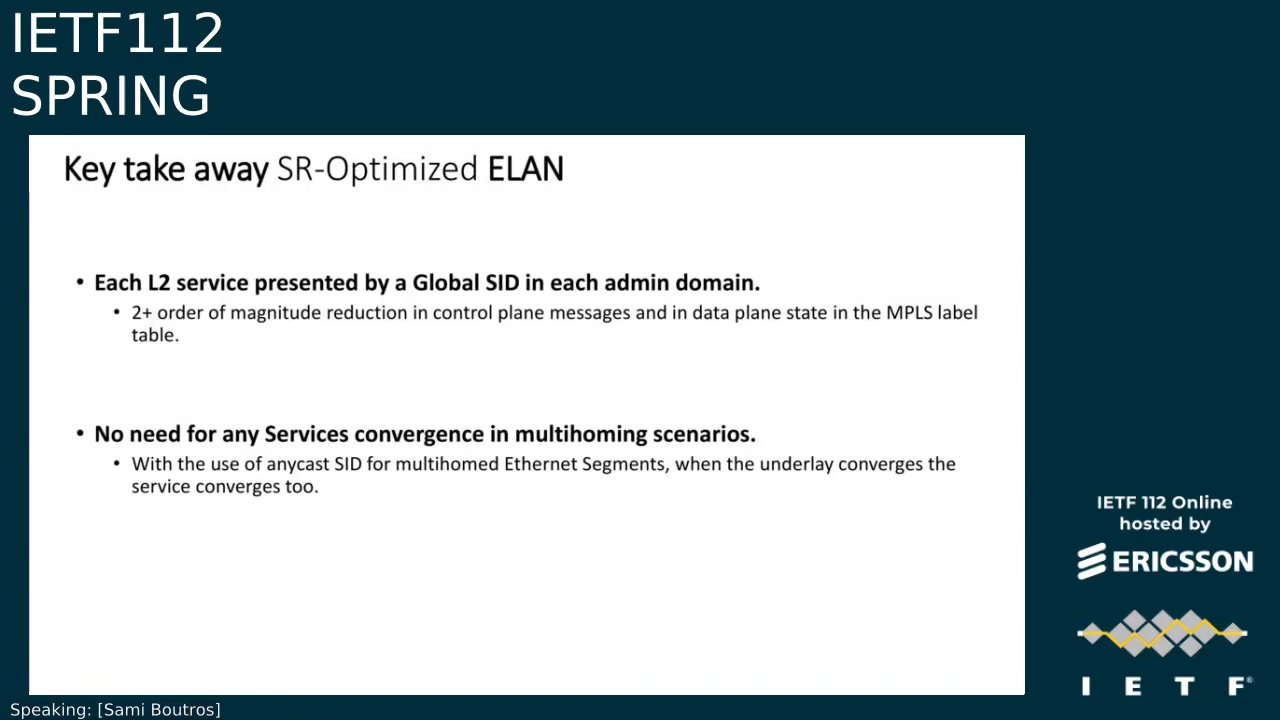 IETF112
SPRING
Key take away SR-Optimized ELAN
• Each L2 service presented by a Global SID in each admin domain.
• 2+ order of magnitude reduction in control plane messages and in data plane state in the MPLS label
table.
• No need for any Services convergence in multihoming scenarios.
• With the use of anycast SID for multihomed Ethernet Segments, when the underlay converges the
service converges too.
IETF 112 Online
hosted by
ERICSSON
I E T F®
Speaking: [Sami Boutros]